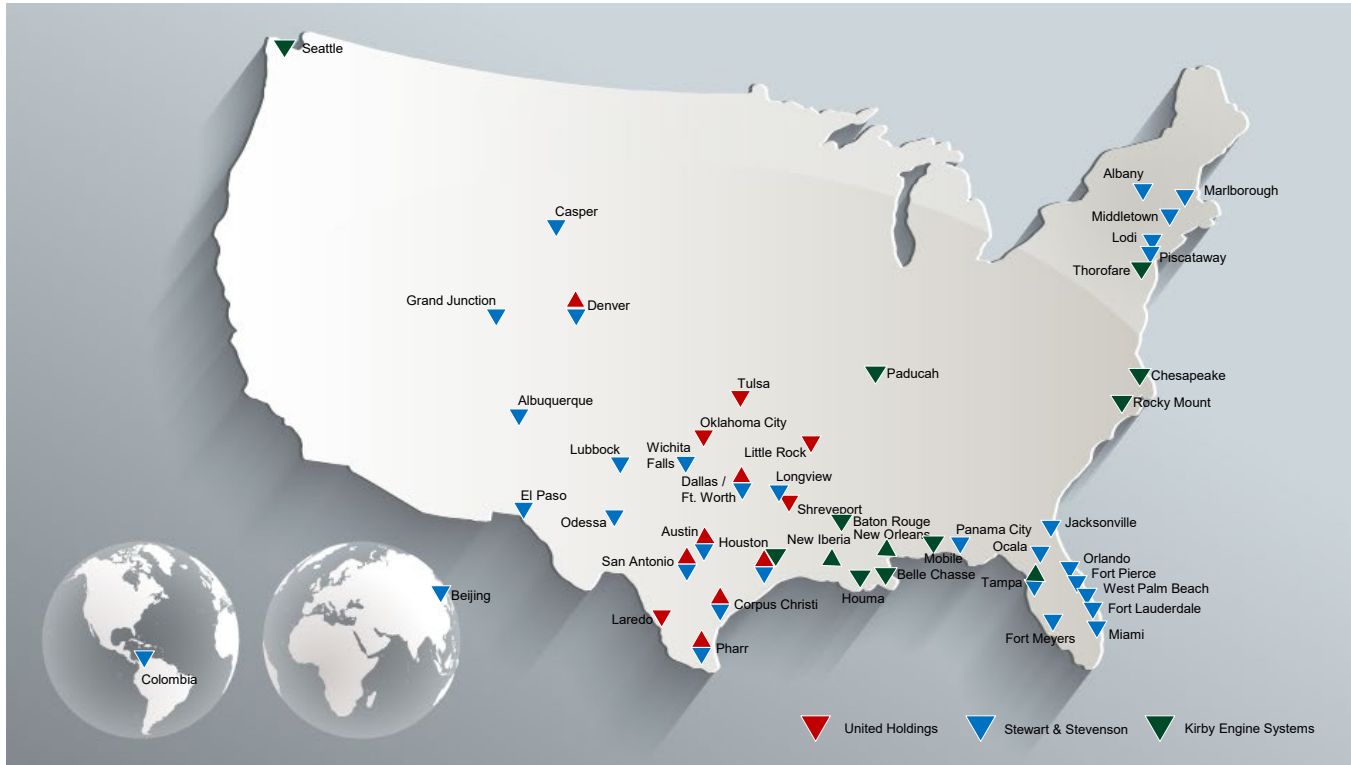 Seattle
Albany
Marlborough
Casper
Middletown
Lodi
Piscataway
Thorofare
Grand Junction
Denver
Paducah
Chesapeake
Tulsa
Albuquerque
Rocky Mount
Oklahoma City
Lubbock
Wichita
Falls
Little Rock
Longview
Dallas /
Ft. Worth
El Paso
Shreveport
Odessa
Baton Rouge
Jacksonville
Austin
Houston
New Iberia
New Orleans
Panama City
Mobile
Ocala
San Antonio
Orlando
Belle Chasse
Fort Pierce
Tampa
West Palm Beach
Beijing
Houma
Corpus Christi
Fort Lauderdale
Laredo
Fort Meyers
Miami
Pharr
Colombia
United Holdings
Stewart & Stevenson
Kirby Engine Systems